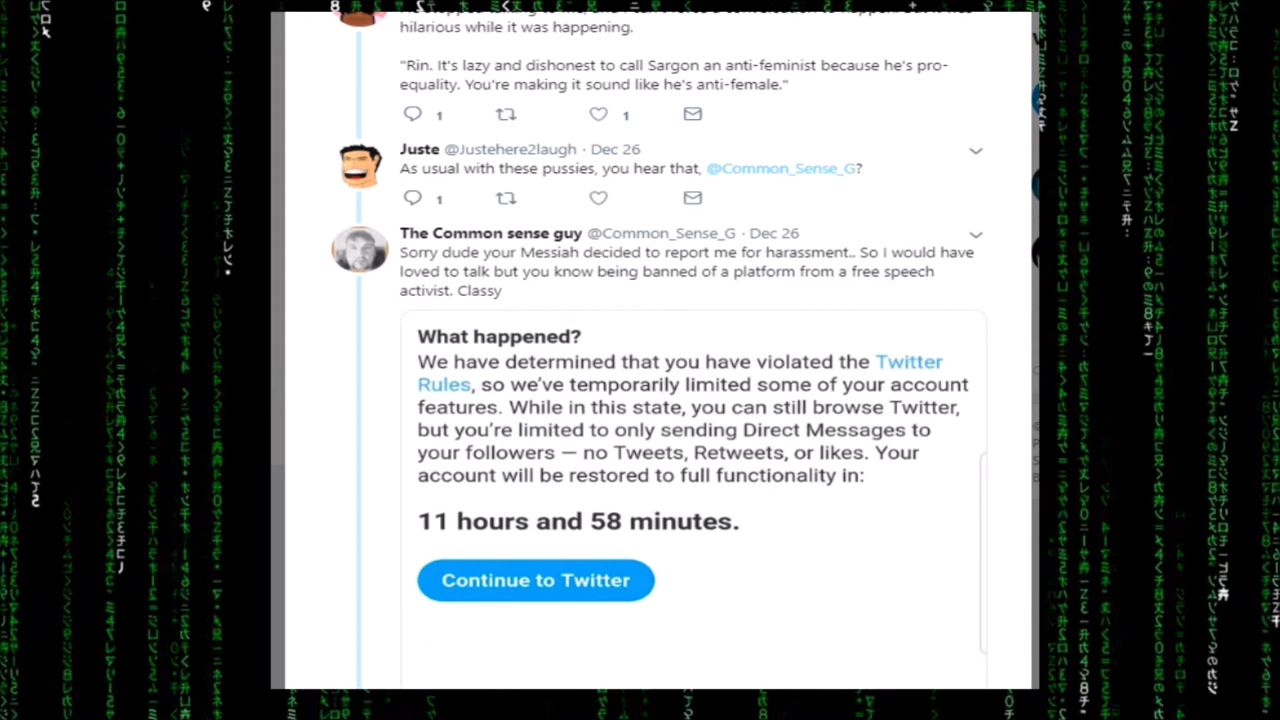 hilarious while it was happening.
"Rin. It's lazy and dishonest to call Sargon an anti-feminist because he's pro-
equality. You're making it sound like he's anti-female."
1 1
Juste @Justehere2laugh · Dec 26
As usual with these pussies, you hear that, @Common_Sense_G?
1
The Common sense guy @Common_Sense_G · Dec 26
Sorry dude your Messiah decided to report me for harassment.. So I would have
loved to talk but you know being banned of a platform from a free speech
activist. Classy
What happened?
We have determined that you have violated the Twitter
Rules, so we've temporarily limited some of your account
features. While in this state, you can still browse Twitter,
but you're limited to only sending Direct Messages to
your followers — no Tweets, Retweets, or likes. Your
account will be restored to full functionality in:
11 hours and 58 minutes.
Continue to Twitter